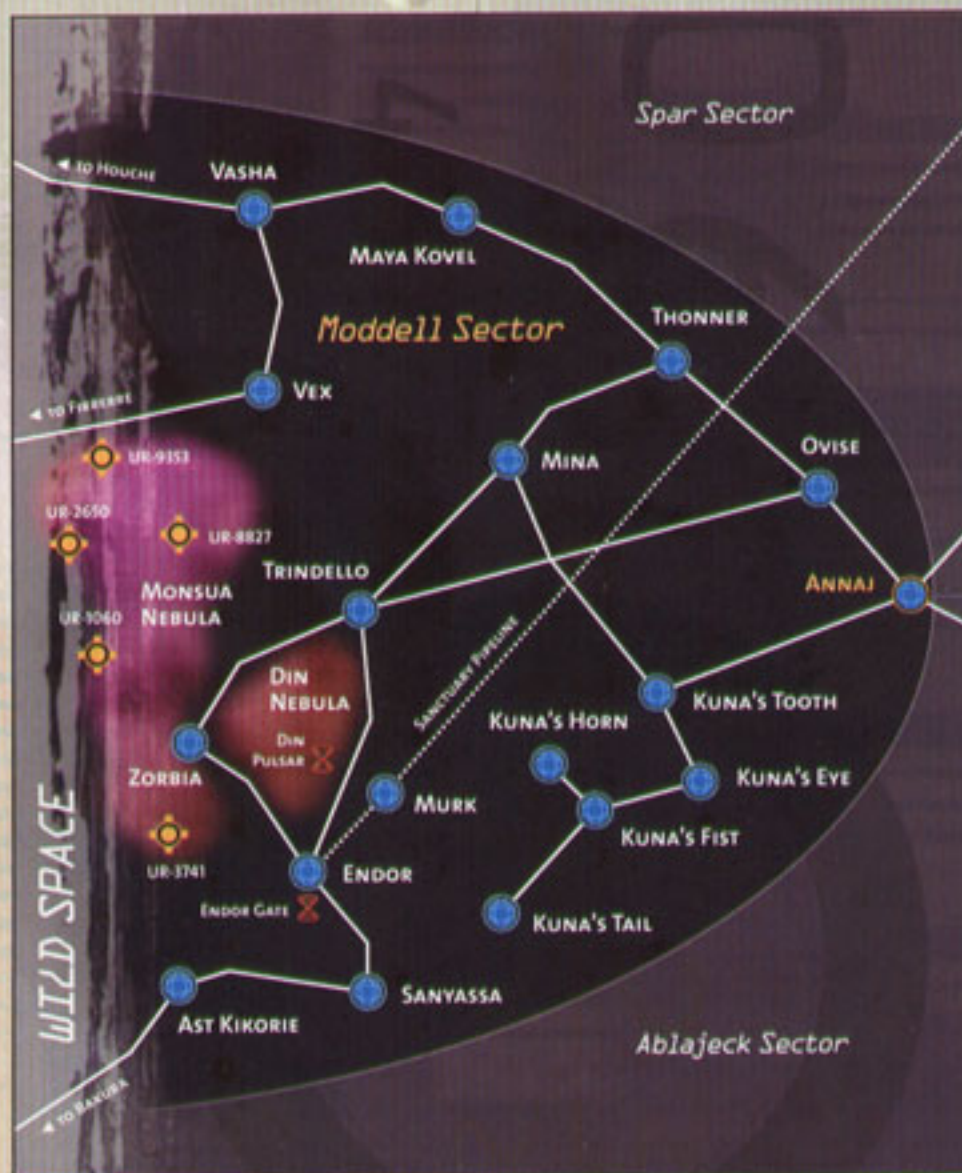 Spar Sector
◄ TO HOUCHE
VASHA
MAYA KOVEL
Moddell Sector
THONNER
VEX
◄ TO FIRRERRE
MINA
OVISE
UR-9353
UR-2650
UR-8827
TRINDELLO
ANNAJ
MONSUA
NEBULA
UR-1060
SANCTUARY PIPELINE
DIN
NEBULA
KUNA'S TOOTH
KUNA'S HORN
DIN
PULSAR
ZORBIA
KUNA'S EYE
MURK
KUNA'S FIST
WILD SPACE
UR-3741
ENDOR
ENDOR GATE
KUNA'S TAIL
SANYASSA
AST KIKORIE
Ablajeck Sector
◄ TO BAKURA